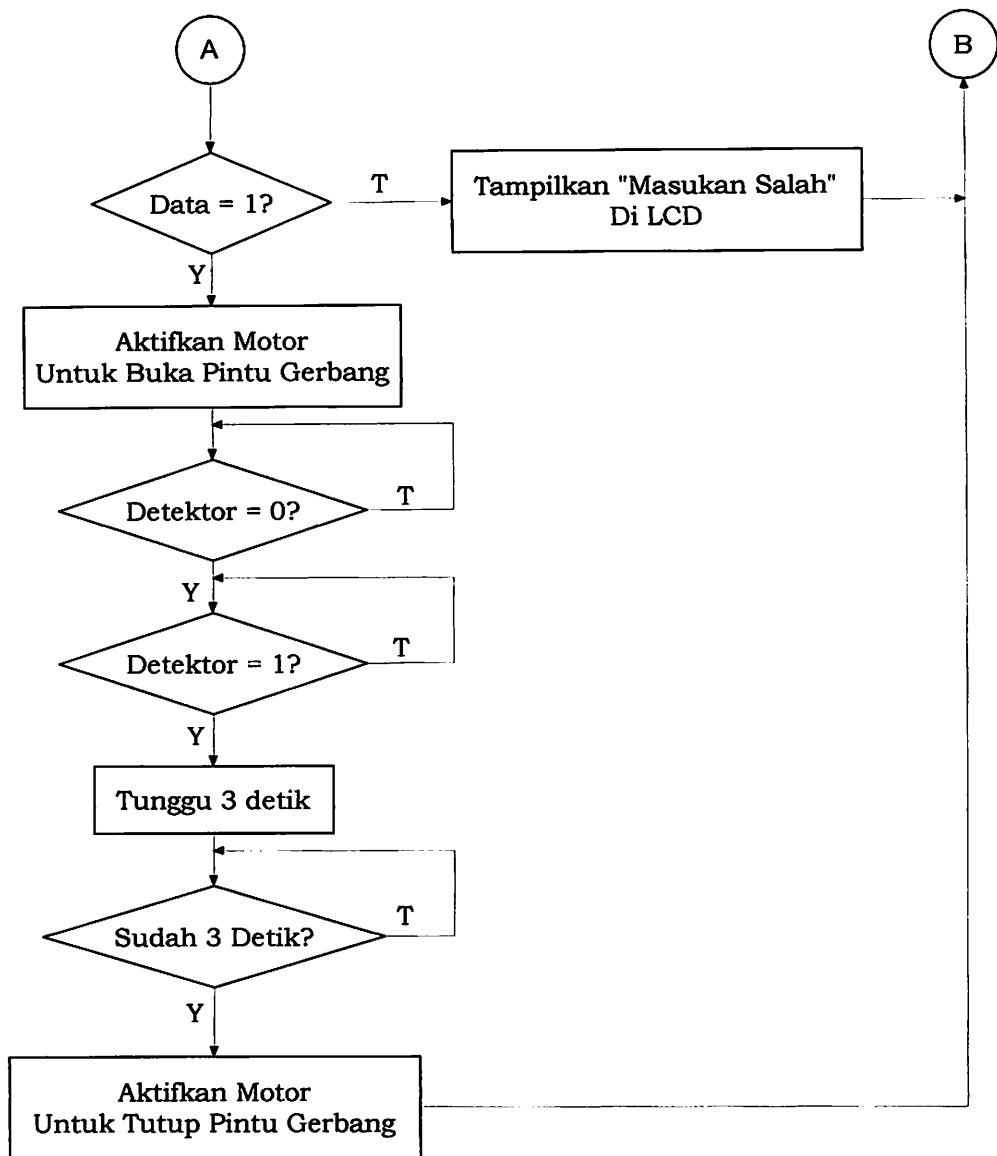 A
B
Data = 1?
T
Tampilkan "Masukan Salah"
Di LCD
Y
Aktifkan Motor
Untuk Buka Pintu Gerbang
Detektor = 0?
T
Y
Detektor = 1?
T
Y
Tunggu 3 detik
Sudah 3 Detik?
T
Y
Aktifkan Motor
Untuk Tutup Pintu Gerbang